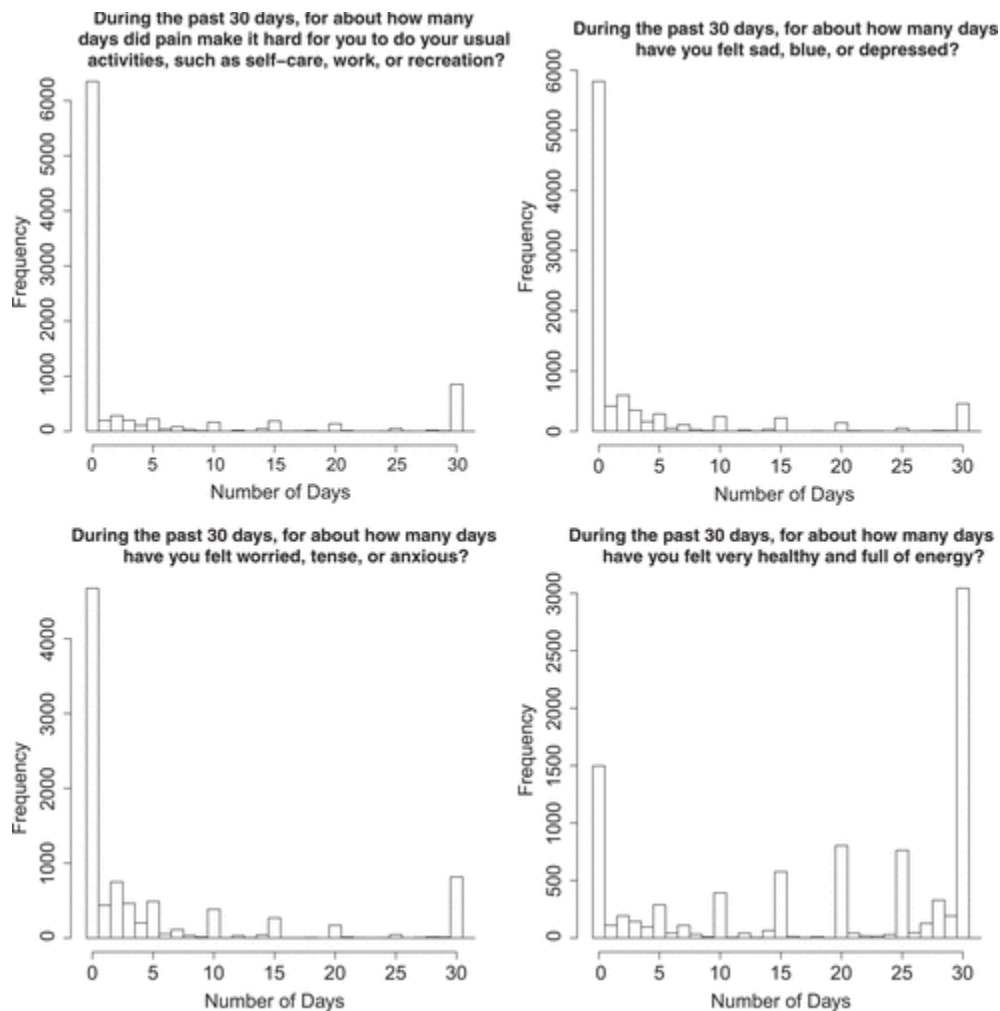 During the past 30 days, for about how many
days did pain make it hard for you to do your usual
activities, such as self−care, work, or recreation?
Frequency
6000
5000
4000
3000
2000
1000
0
0 5 10 15 20 25 30
Number of Days
During the past 30 days, for about how many days
have you felt sad, blue, or depressed?
Frequency
6000
5000
4000
3000
2000
1000
0
0 5 10 15 20 25 30
Number of Days
During the past 30 days, for about how many days
have you felt worried, tense, or anxious?
Frequency
4000
3000
2000
1000
0
0 5 10 15 20 25 30
Number of Days
During the past 30 days, for about how many days
have you felt very healthy and full of energy?
Frequency
3000
2500
2000
1500
1000
500
0
0 5 10 15 20 25 30
Number of Days